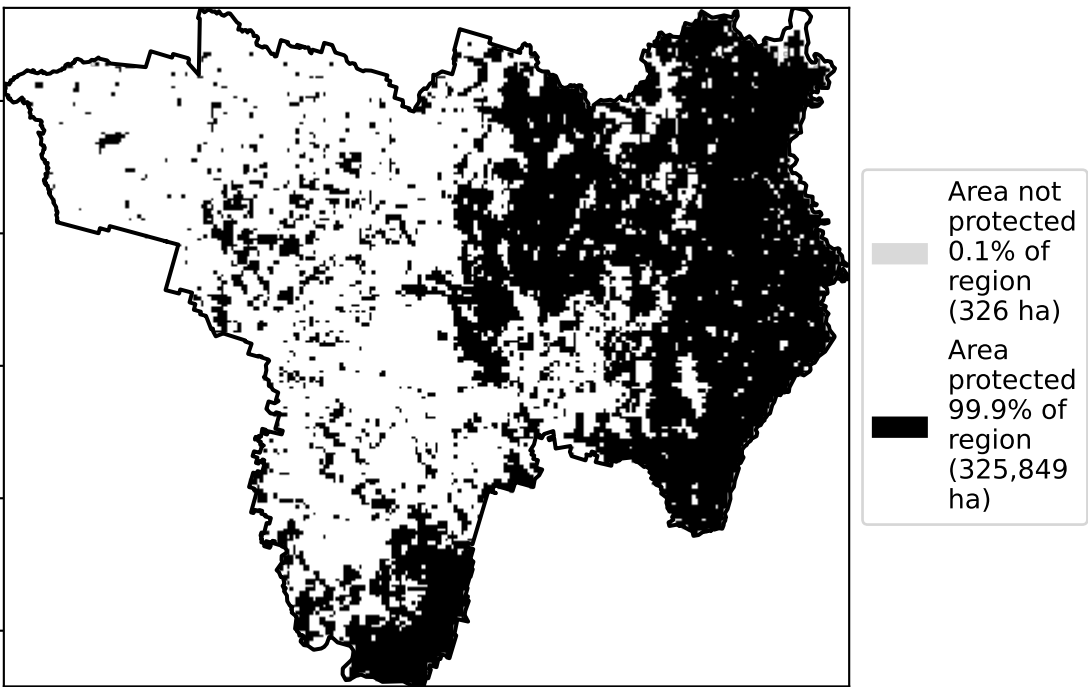 Area not
protected
0.1% of
region
(326 ha)
Area
protected
99.9% of
region
(325,849
ha)